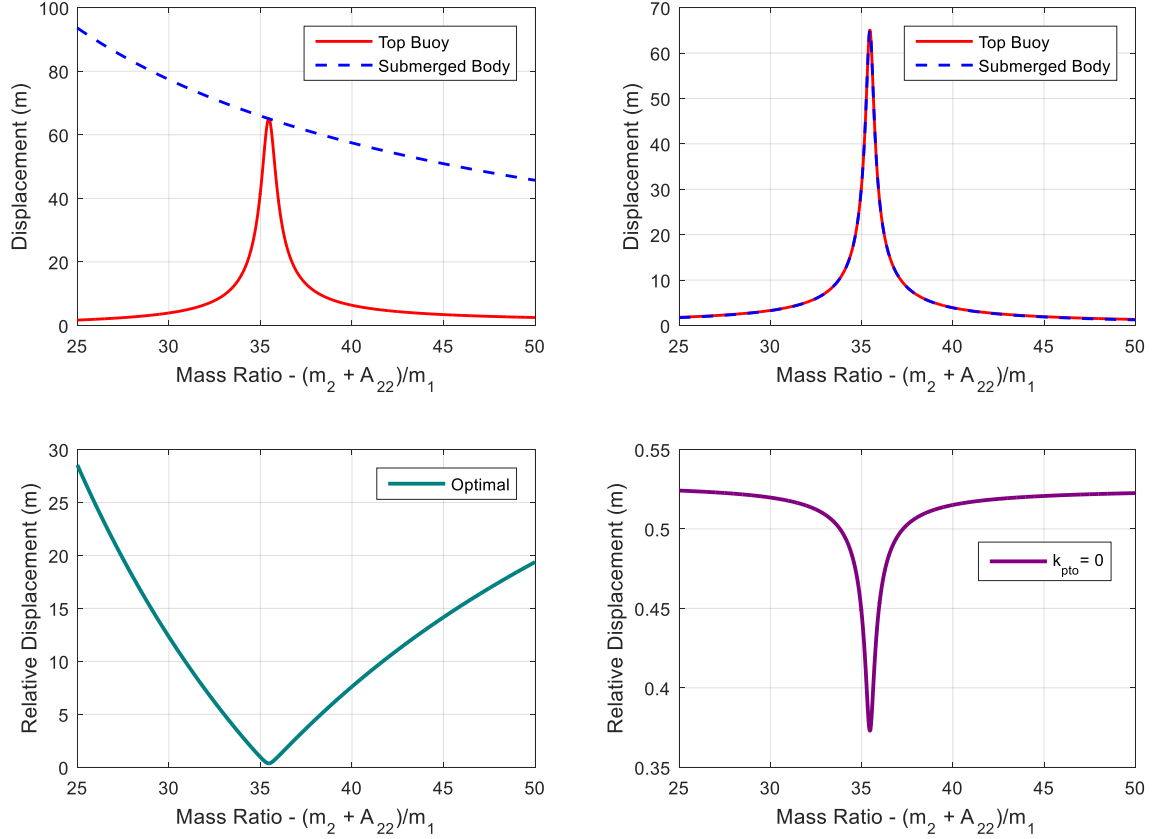 100
80
60
40
20
0
Displacement (m)
Top Buoy
Submerged Body
25 30 35 40 45 50
Mass Ratio - (m₂ + A₂₂)/m₁
70
60
50
40
30
20
10
0
Displacement (m)
Top Buoy
Submerged Body
25 30 35 40 45 50
Mass Ratio - (m₂ + A₂₂)/m₁
30
25
20
15
10
5
0
Relative Displacement (m)
Optimal
25 30 35 40 45 50
Mass Ratio - (m₂ + A₂₂)/m₁
0.55
0.5
0.45
0.4
0.35
Relative Displacement (m)
k_pto = 0
25 30 35 40 45 50
Mass Ratio - (m₂ + A₂₂)/m₁